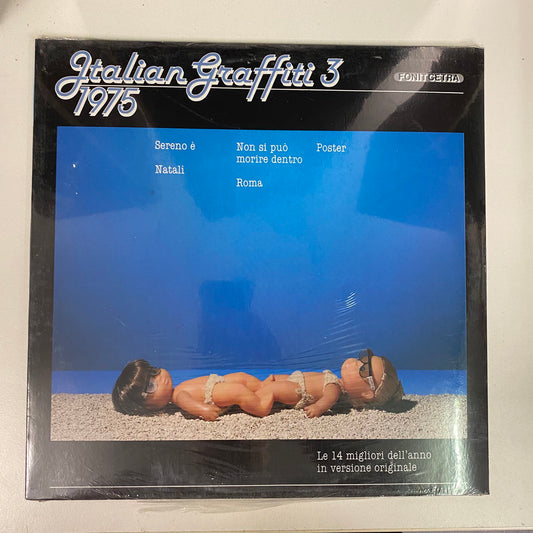 Italian Graffiti 3
1975
FONIT CETRA
Sereno è
Natali
Non si può
morire dentro
Roma
Poster
Le 14 migliori dell'anno
in versione originale